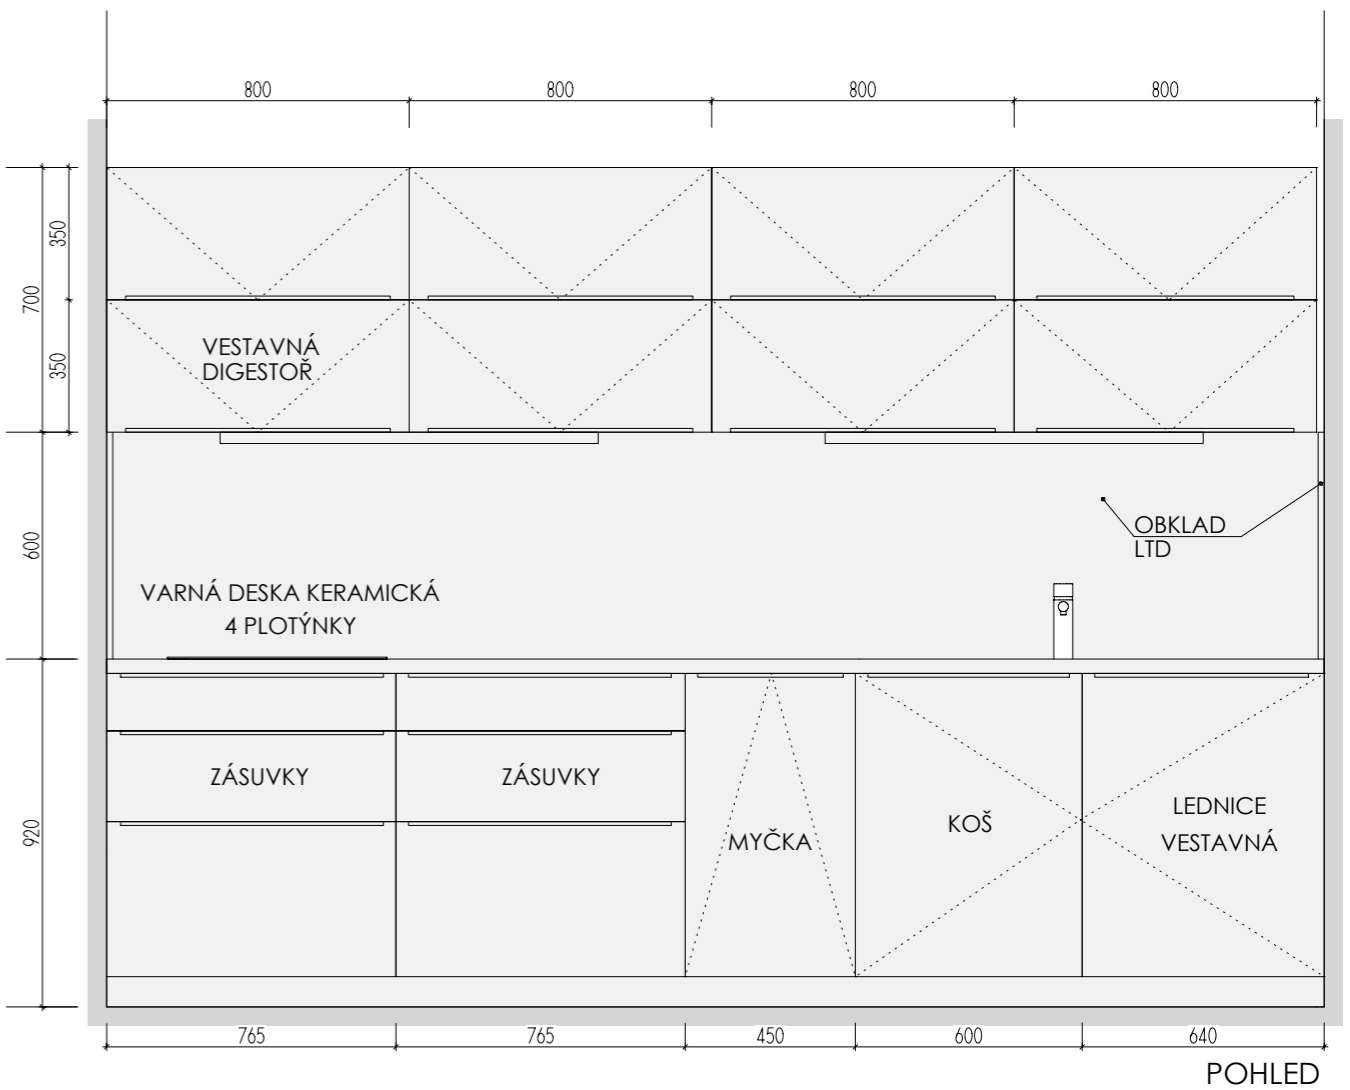 800 800 800 800
350
700
350
VESTAVNÁ
DIGESTOŘ
600
OBKLAD
LTD
VARNÁ DESKA KERAMICKÁ
4 PLOTÝNKY
920
ZÁSUVKY ZÁSUVKY
MYČKA
KOŠ
LEDNICE
VESTAVNÁ
765 765 450 600 640
POHLED